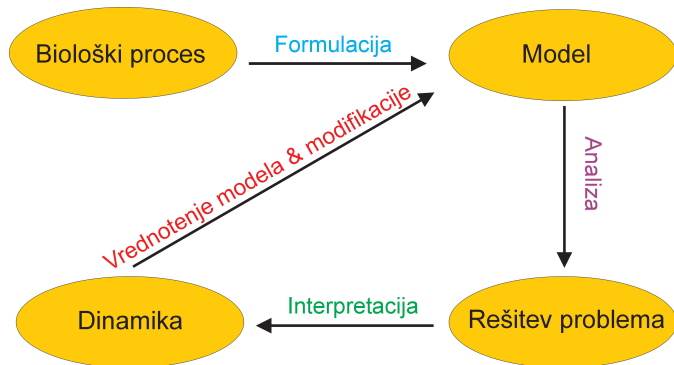 Biološki proces
Formulacija
Model
Vrednotenje modela & modifikacije
Analiza
Dinamika
Interpretacija
Rešitev problema